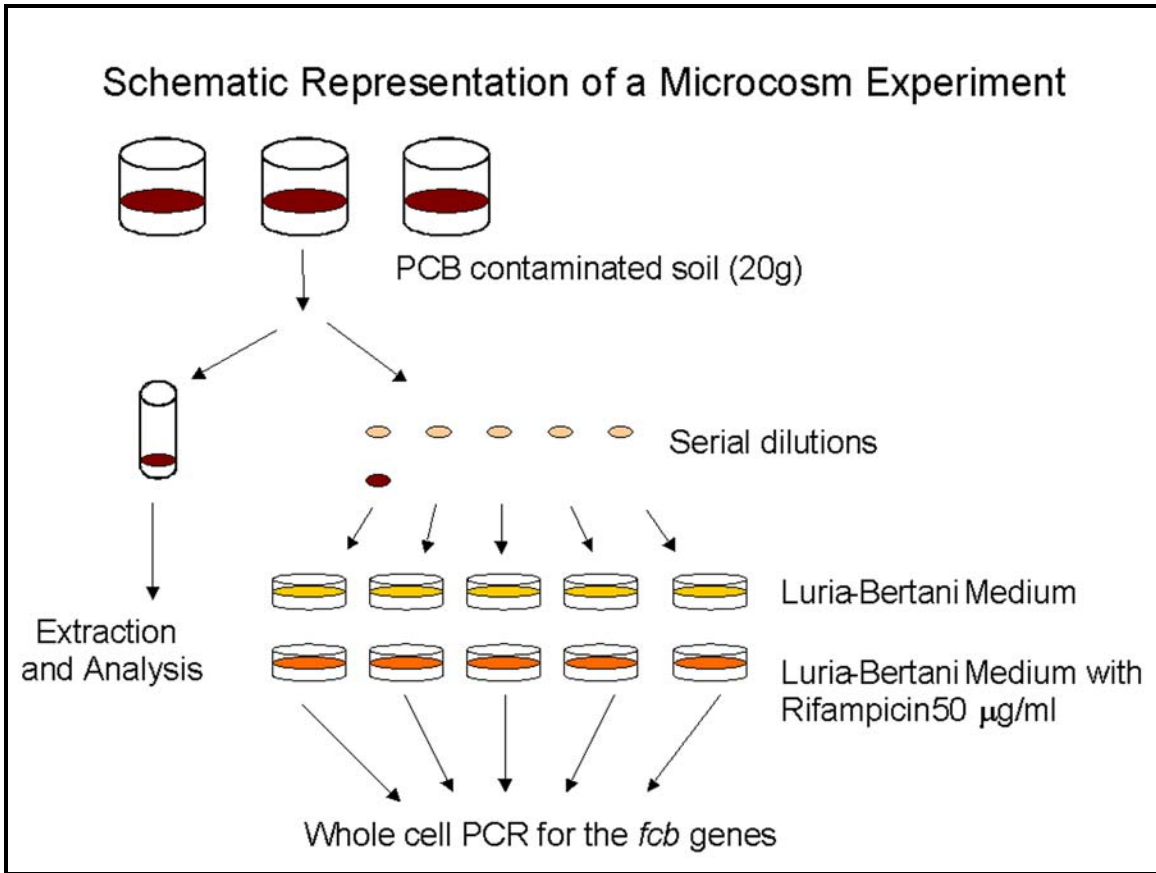 Schematic Representation of a Microcosm Experiment
PCB contaminated soil (20g)
Serial dilutions
Luria-Bertani Medium
Extraction
and Analysis
Luria-Bertani Medium with
Rifampicin50 μg/ml
Whole cell PCR for the fcb genes